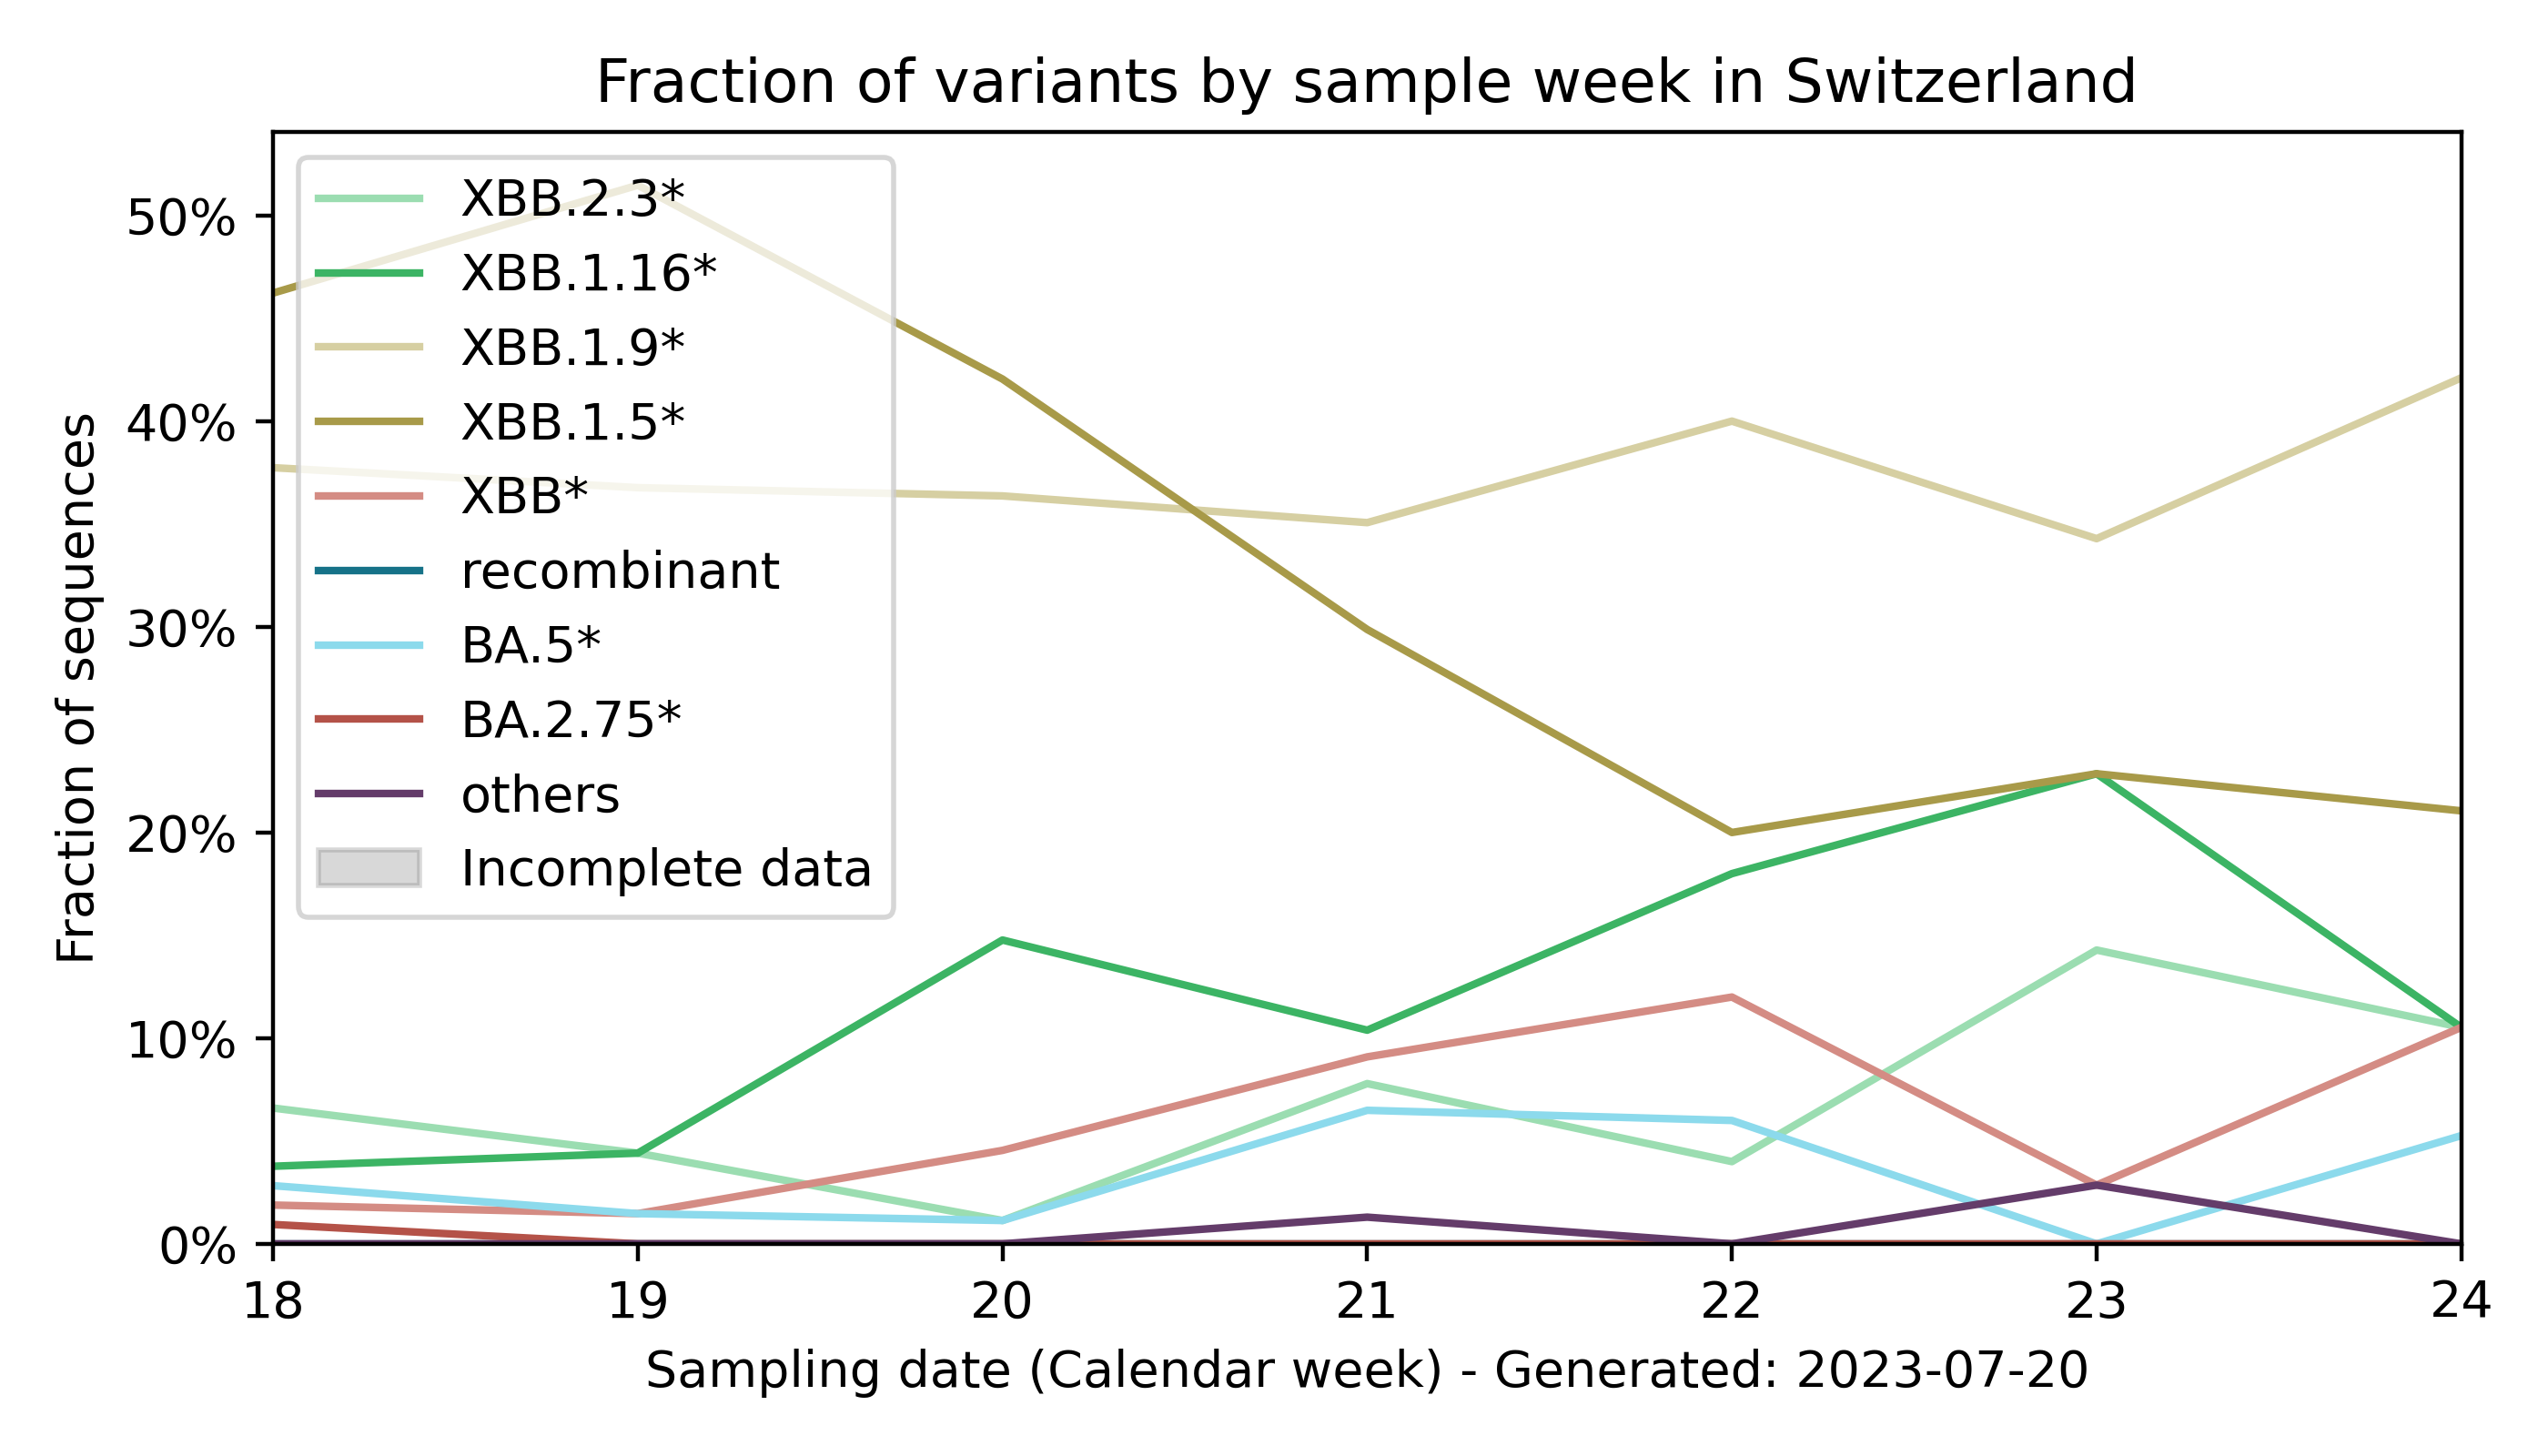 Fraction of variants by sample week in Switzerland
Fraction of sequences
50%
40%
30%
20%
10%
0%
XBB.2.3*
XBB.1.16*
XBB.1.9*
XBB.1.5*
XBB*
recombinant
BA.5*
BA.2.75*
others
Incomplete data
18 19 20 21 22 23 24
Sampling date (Calendar week) - Generated: 2023-07-20